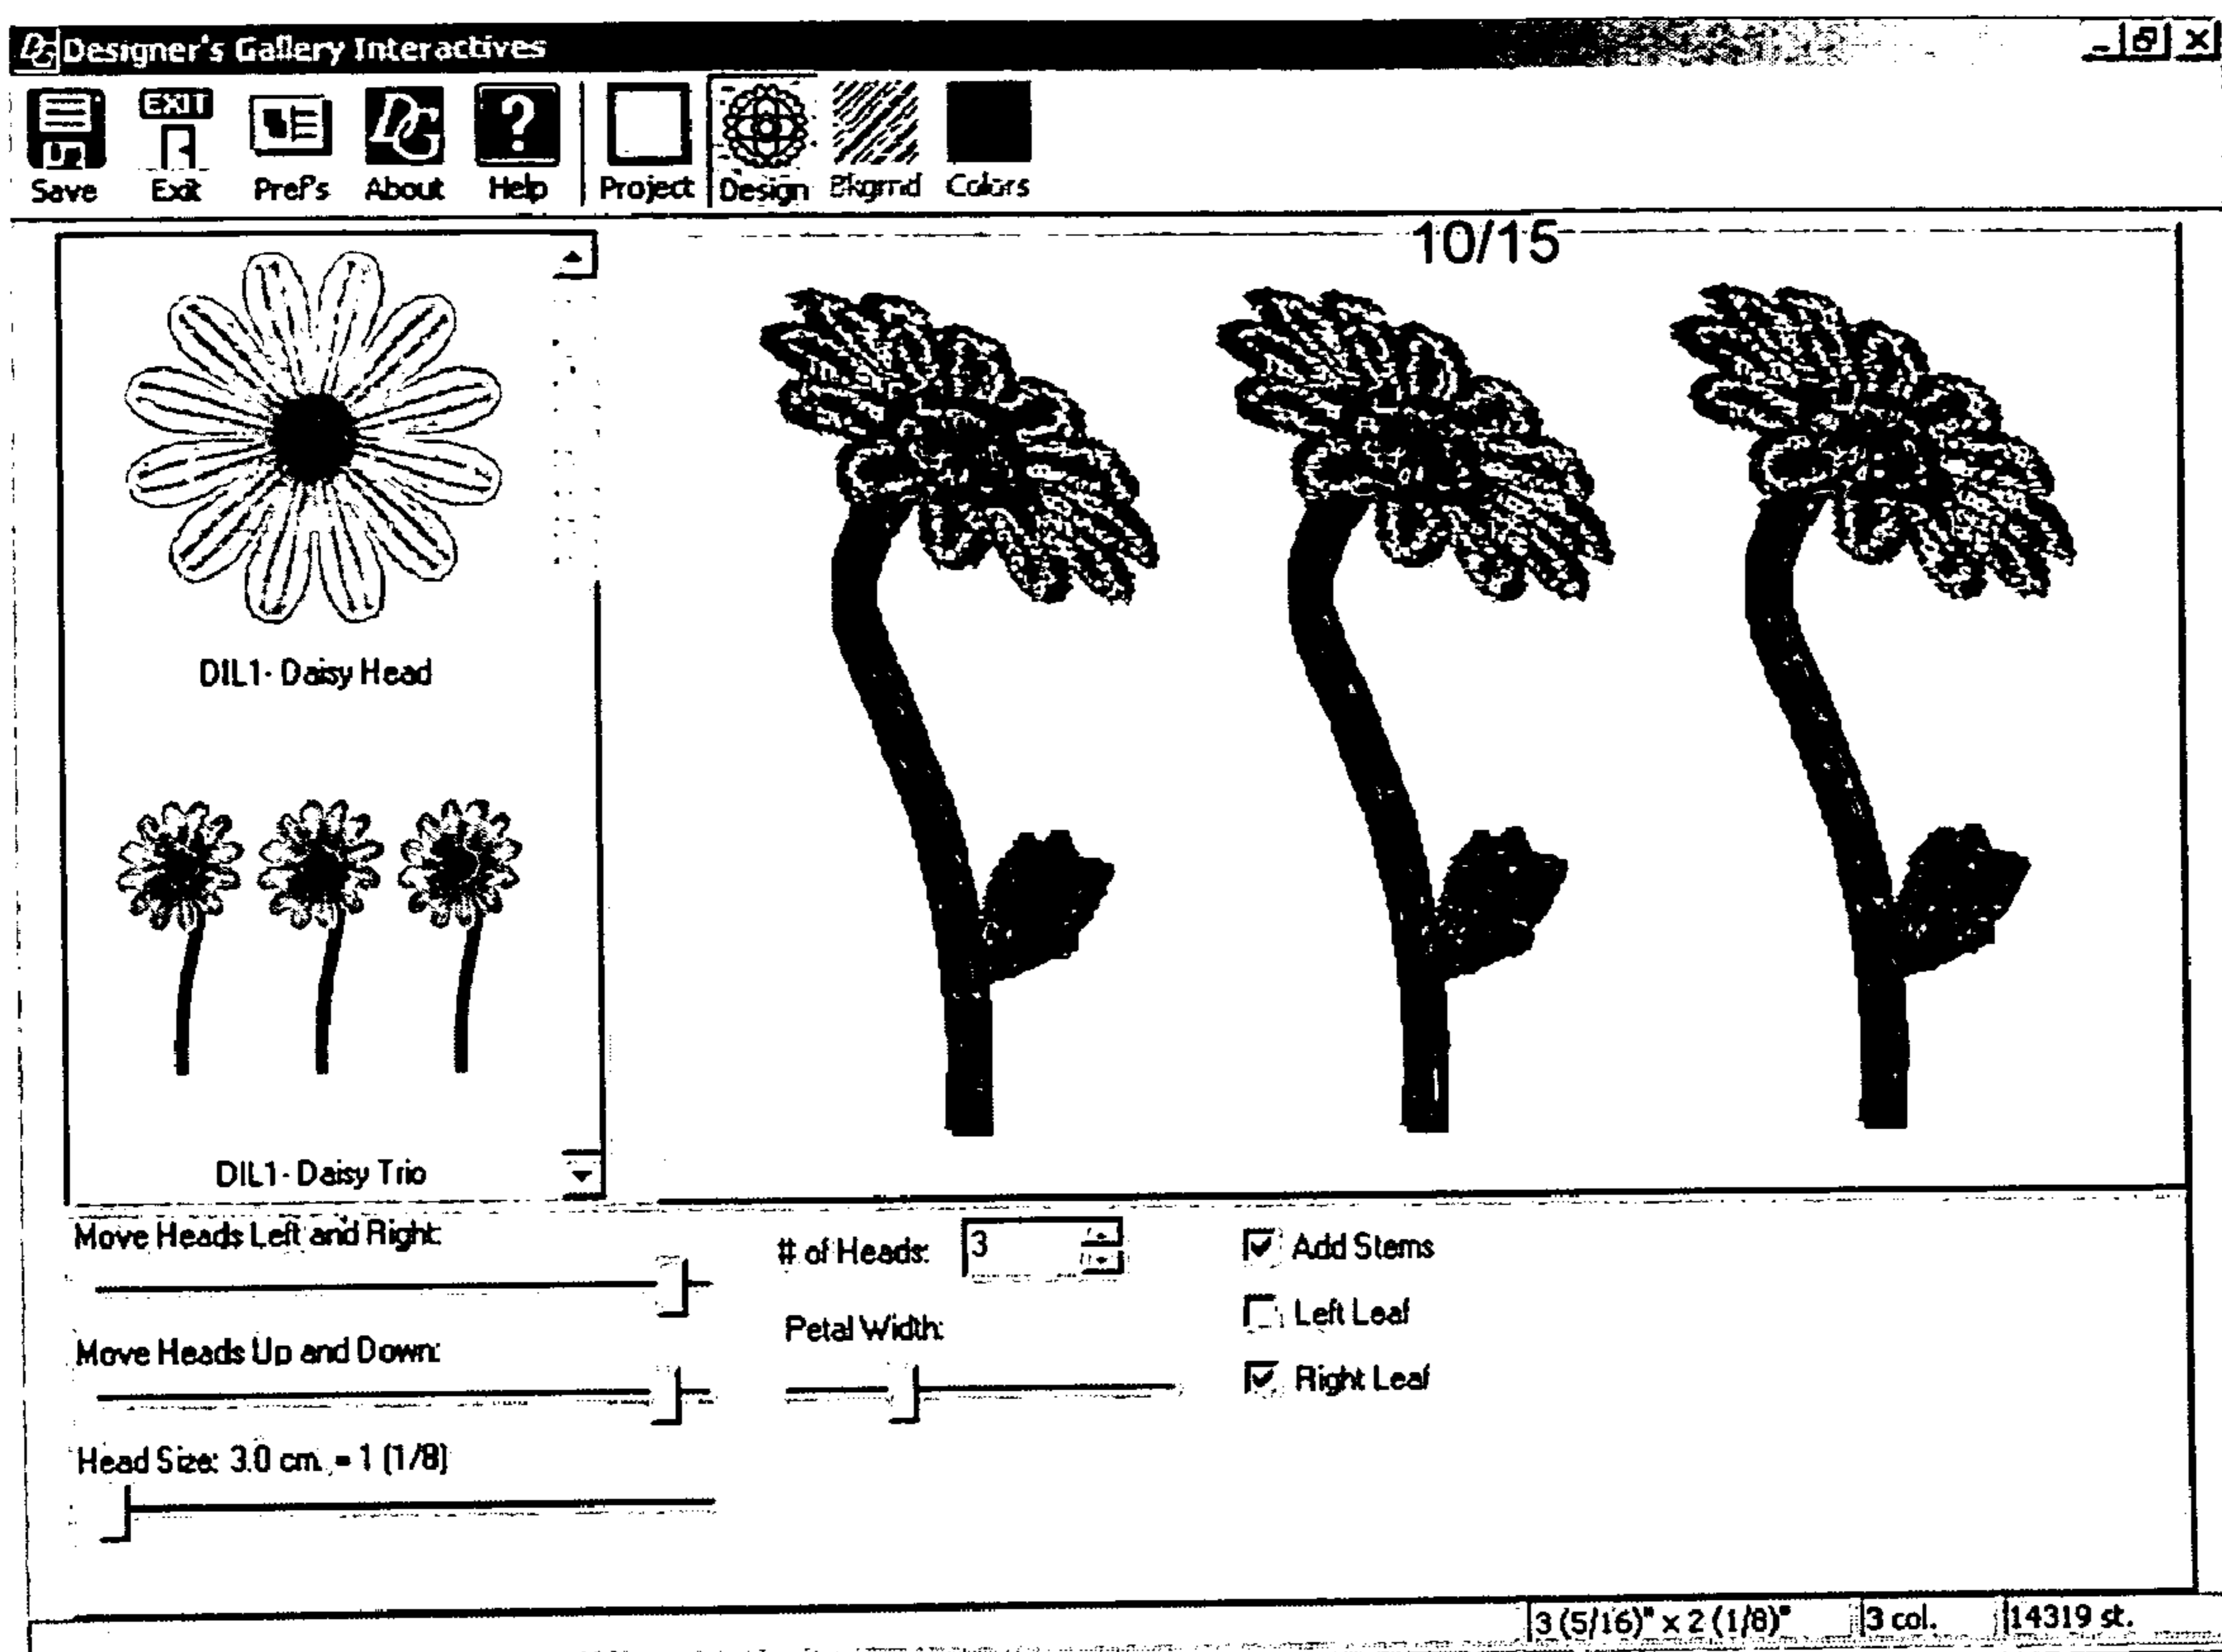 DG Designer's Gallery Interactives
EXIT
DG
?
Save Exit Pref's About Help Project Design Bkgrnd Colors
10/15
DIL1- Daisy Head
DIL1- Daisy Trio
Move Heads Left and Right:
# of Heads: 3
Add Stems
Left Leaf
Petal Width:
Move Heads Up and Down:
Right Leaf
Head Size: 3.0 cm. = 1 (1/8)
3 (5/16)" x 2 (1/8)" 3 col. 14319 st.